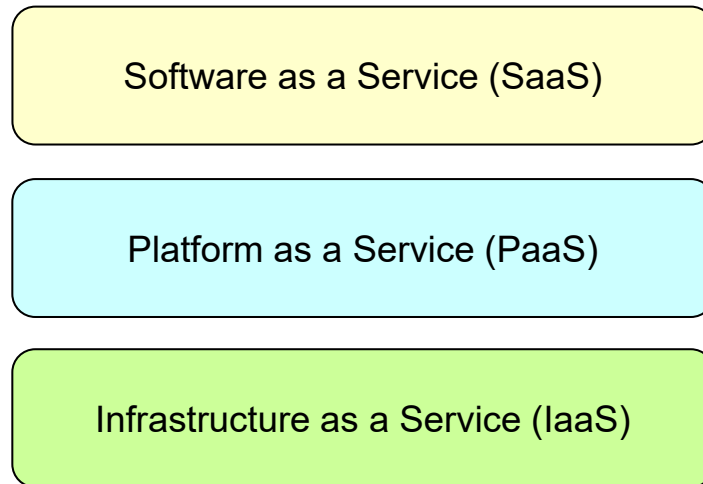 Software as a Service (SaaS)
Platform as a Service (PaaS)
Infrastructure as a Service (IaaS)